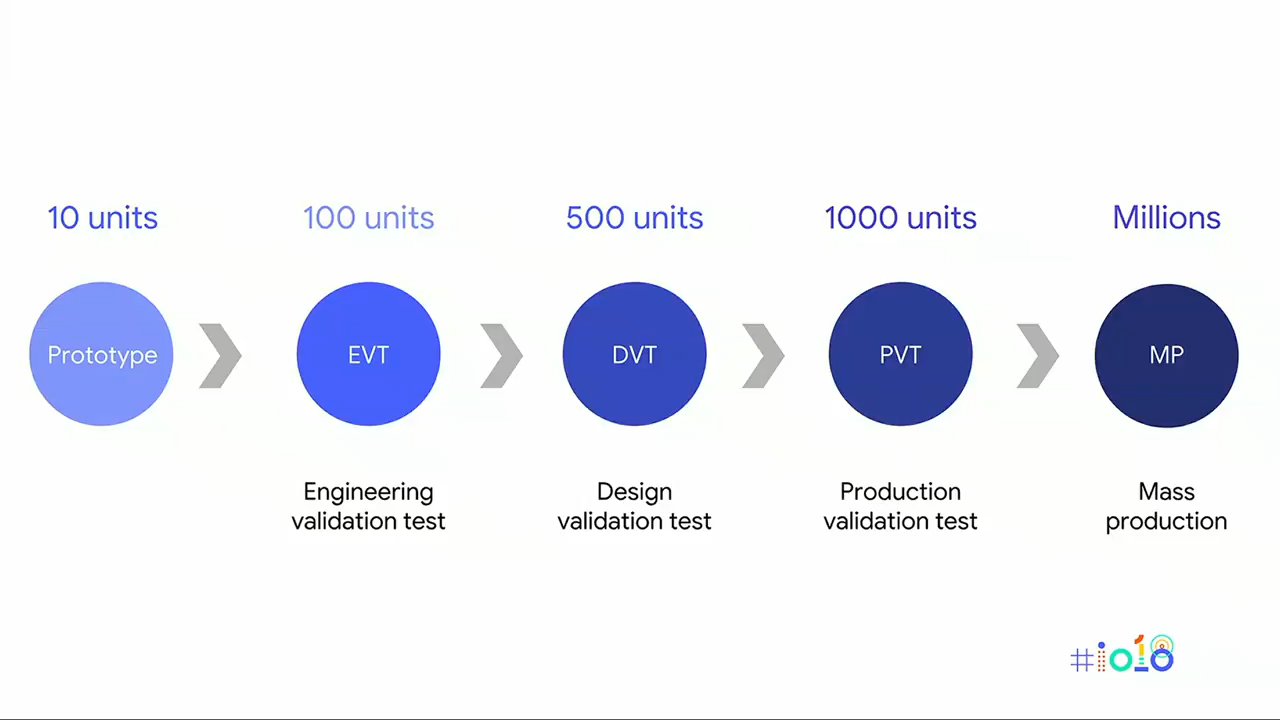 10 units
100 units
500 units
1000 units
Millions
Prototype
EVT
DVT
PVT
MP
Engineering
validation test
Design
validation test
Production
validation test
Mass
production
#io18